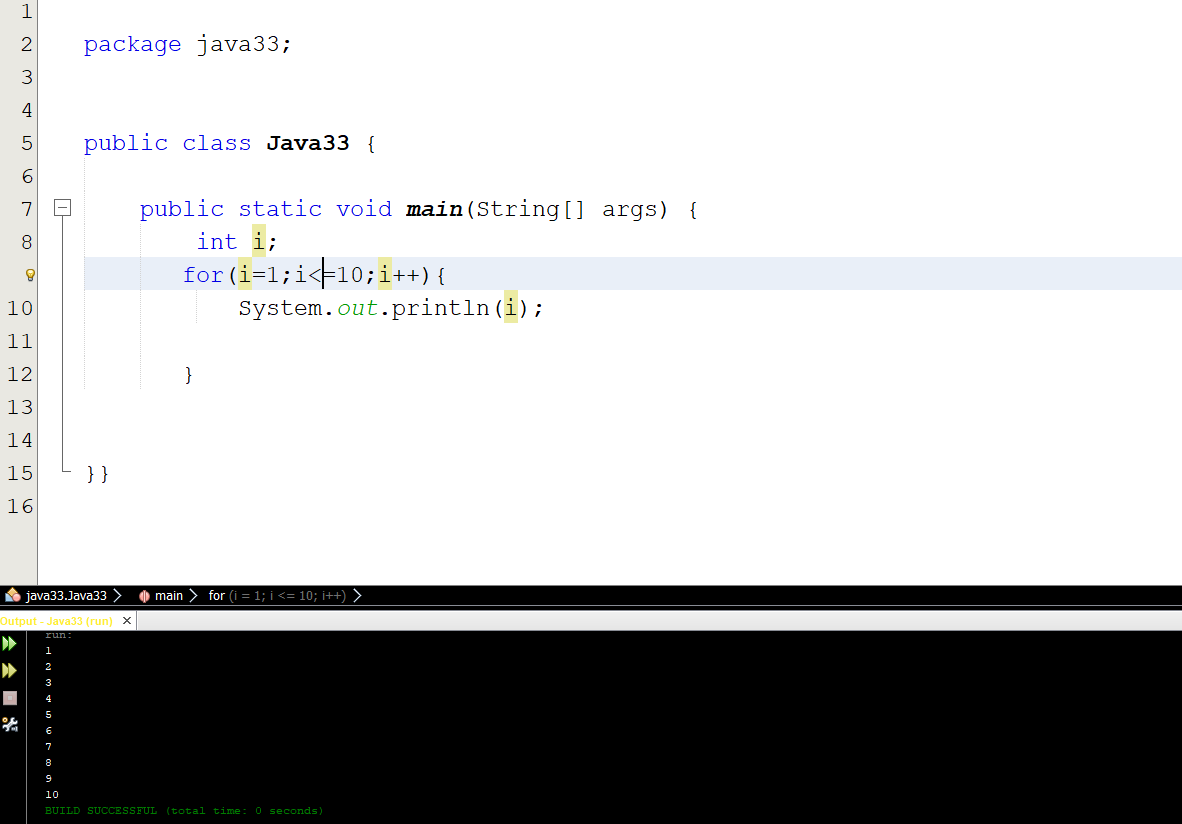 1
2 package java33;
3
4
5 public class Java33 {
6
7 public static void main(String[] args) {
8 int i;
for(i=1;i<=10;i++){
10 System.out.println(i);
11
12 }
13
14
15 }}
16
java33.Java33 main for (i = 1; i <= 10; i++)
Output - Java33 (run)
run:
1
2
3
4
5
6
7
8
9
10
BUILD SUCCESSFUL (total time: 0 seconds)